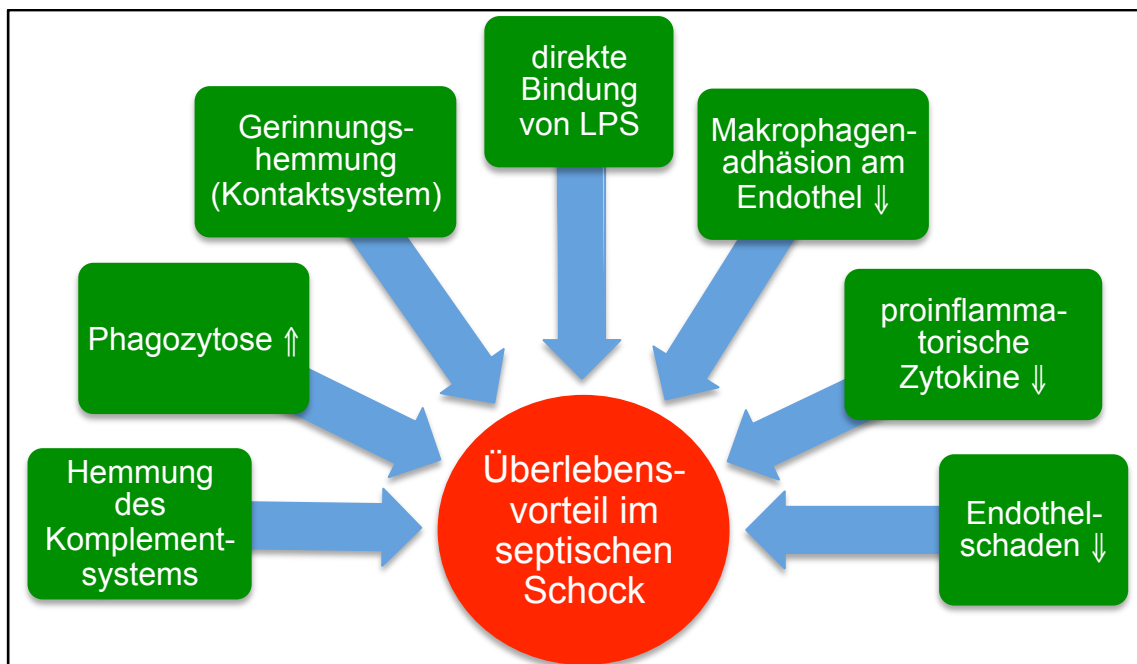 direkte
Bindung
von LPS
Gerinnungs-
hemmung
(Kontaktsystem)
Makrophagen-
adhäsion am
Endothel ⇓
Phagozytose ⇑
proinflamma-
torische
Zytokine ⇓
Hemmung
des
Komplement-
systems
Überlebens-
vorteil im
septischen
Schock
Endothel-
schaden ⇓